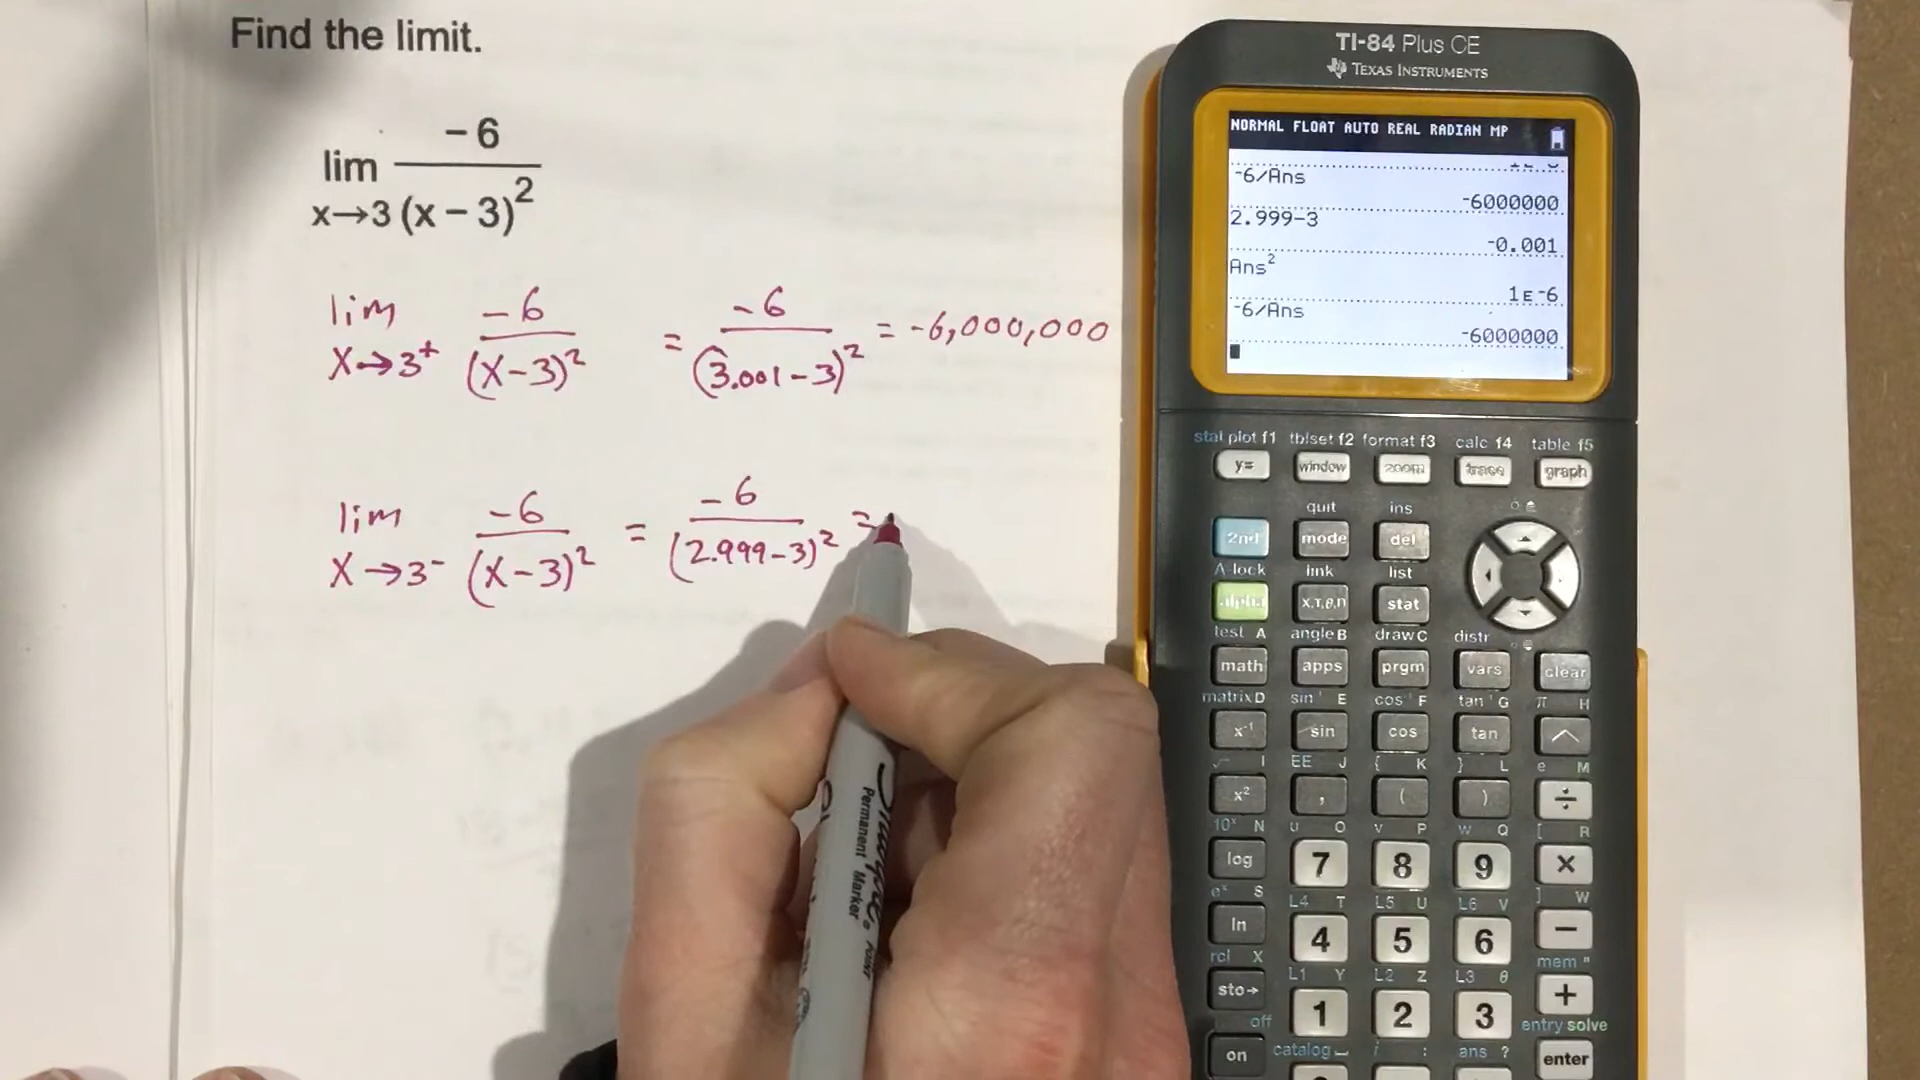 Find the limit.
lim -6
x→3 (x-3)²
lim -6 = -6 = -6,000,000
x→3⁺ (x-3)² (3.001-3)²
lim -6 = -6 =
x→3⁻ (x-3)² (2.999-3)²
Permanent Marker
TI-84 Plus CE
TEXAS INSTRUMENTS
NORMAL FLOAT AUTO REAL RADIAN MP
-6/Ans
-6000000
2.999-3
-0.001
Ans²
1E-6
-6/Ans
-6000000
stat plot f1 tblset f2 format f3 calc f4 table f5
y= window zoom trace graph
quit ins
2nd mode del
A-lock link list
alpha X,T,θ,n stat
test A angle B draw C distr
math apps prgm vars clear
matrix D sin⁻¹ E cos⁻¹ F tan⁻¹ G π H
x⁻¹ sin cos tan ^
√ I EE J { K } L e M
x² , ( ) ÷
10ˣ N u O v P w Q [ R
log 7 8 9 ×
eˣ S L4 T L5 U L6 V ] W
ln 4 5 6 −
rcl X L1 Y L2 Z L3 θ mem "
sto→ 1 2 3 +
off catalog i : ans ? entry solve
on enter